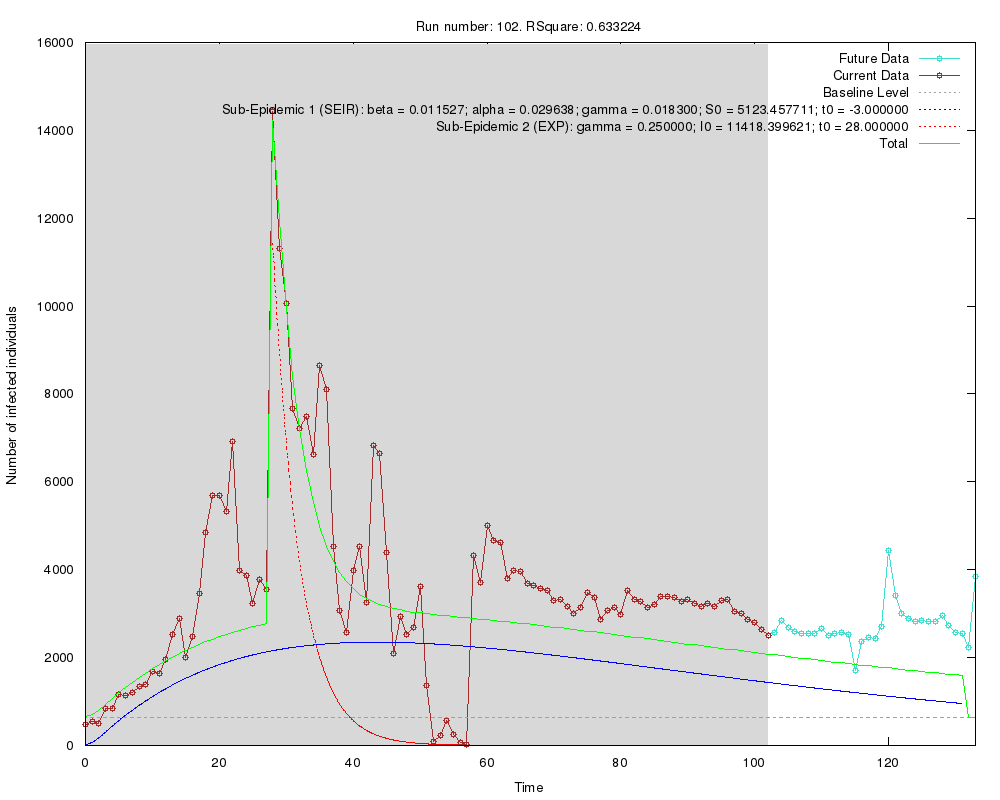 Run number: 102. RSquare: 0.633224
16000
14000
12000
10000
8000
6000
4000
2000
0
Number of infected individuals
Future Data
Current Data
Baseline Level
Sub-Epidemic 1 (SEIR): beta = 0.011527; alpha = 0.029638; gamma = 0.018300; S0 = 5123.457711; t0 = -3.000000
Sub-Epidemic 2 (EXP): gamma = 0.250000; I0 = 11418.399621; t0 = 28.000000
Total
0 20 40 60 80 100 120
Time